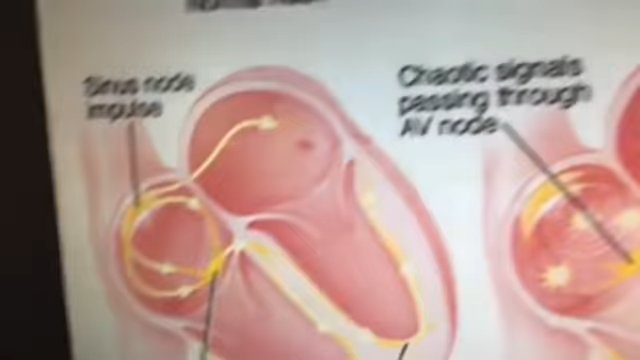 Sinus node
impulse
Chaotic signals
passing through
AV node